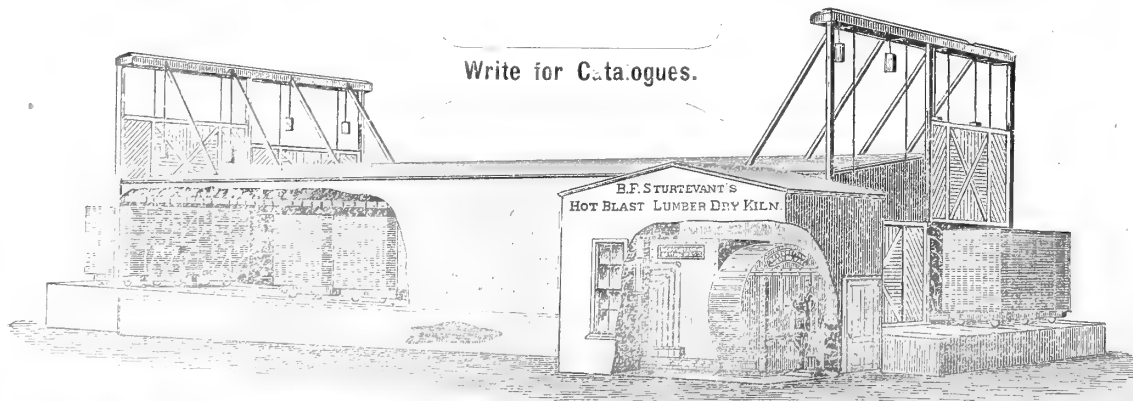 Write for Catalogues.
B.F. STURTEVANT'S
HOT BLAST LUMBER DRY KILN.